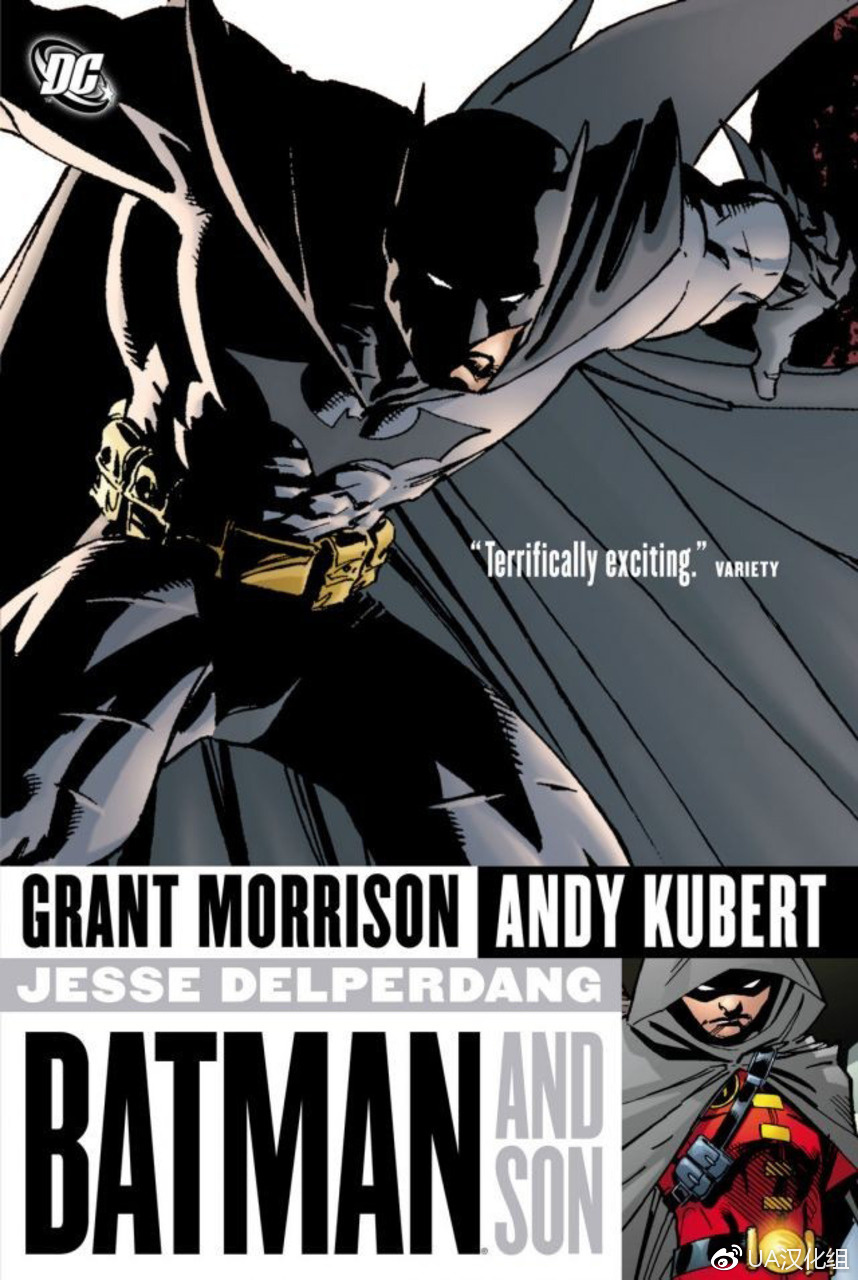 DC
“Terrifically exciting.” VARIETY
GRANT MORRISON ANDY KUBERT
JESSE DELPERDANG
BATMAN AND SON
UA汉化组